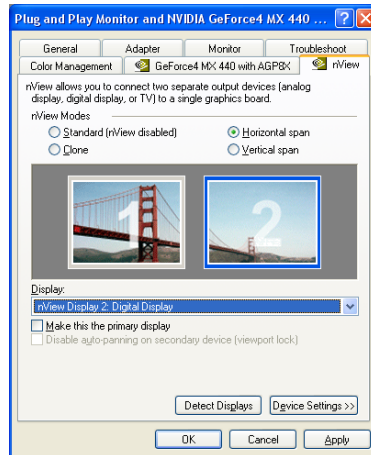 Plug and Play Monitor and NVIDIA GeForce4 MX 440 ...
General Adapter Monitor Troubleshoot
Color Management GeForce4 MX 440 with AGP8X nView
nView allows you to connect two separate output devices (analog
display, digital display, or TV) to a single graphics board.
nView Modes
Standard (nView disabled) Horizontal span
Clone Vertical span
1 2
Display:
nView Display 2: Digital Display
Make this the primary display
Disable auto-panning on secondary device (viewport lock)
Detect Displays Device Settings >>
OK Cancel Apply